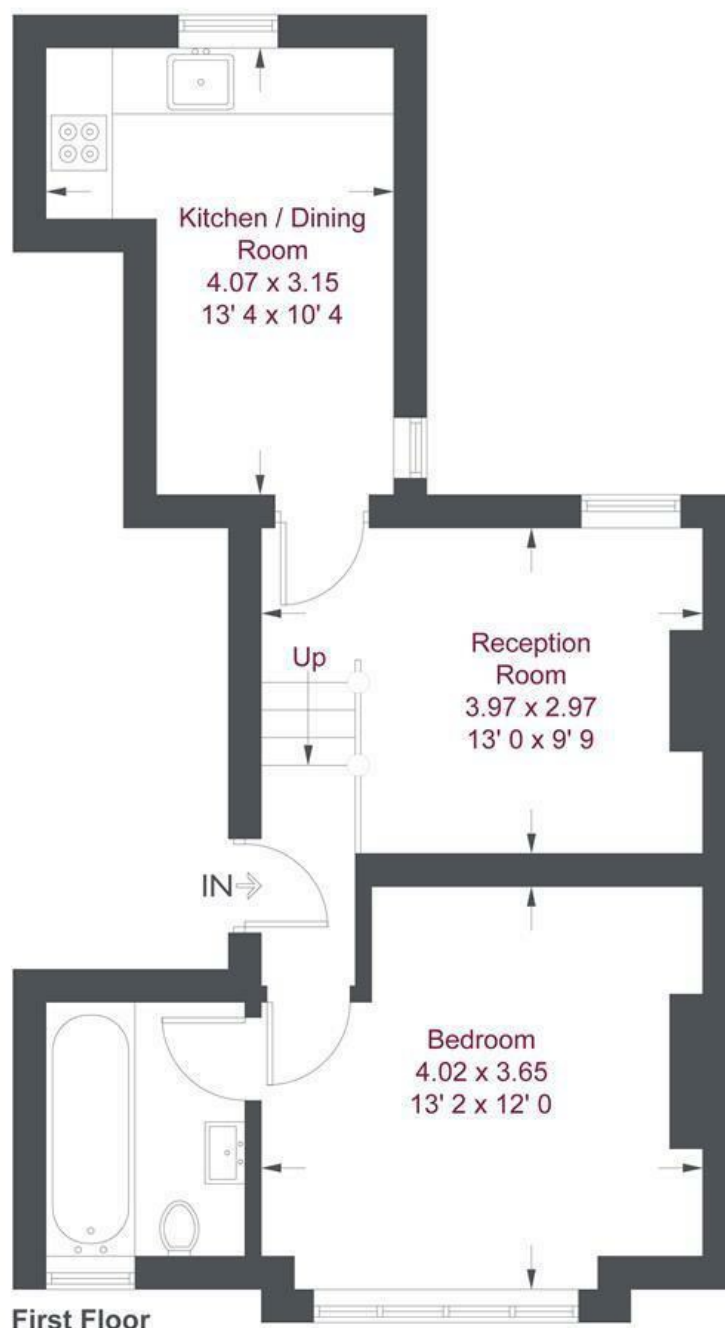 Kitchen / Dining
Room
4.07 x 3.15
13' 4 x 10' 4
Up
Reception
Room
3.97 x 2.97
13' 0 x 9' 9
IN
Bedroom
4.02 x 3.65
13' 2 x 12' 0
First Floor